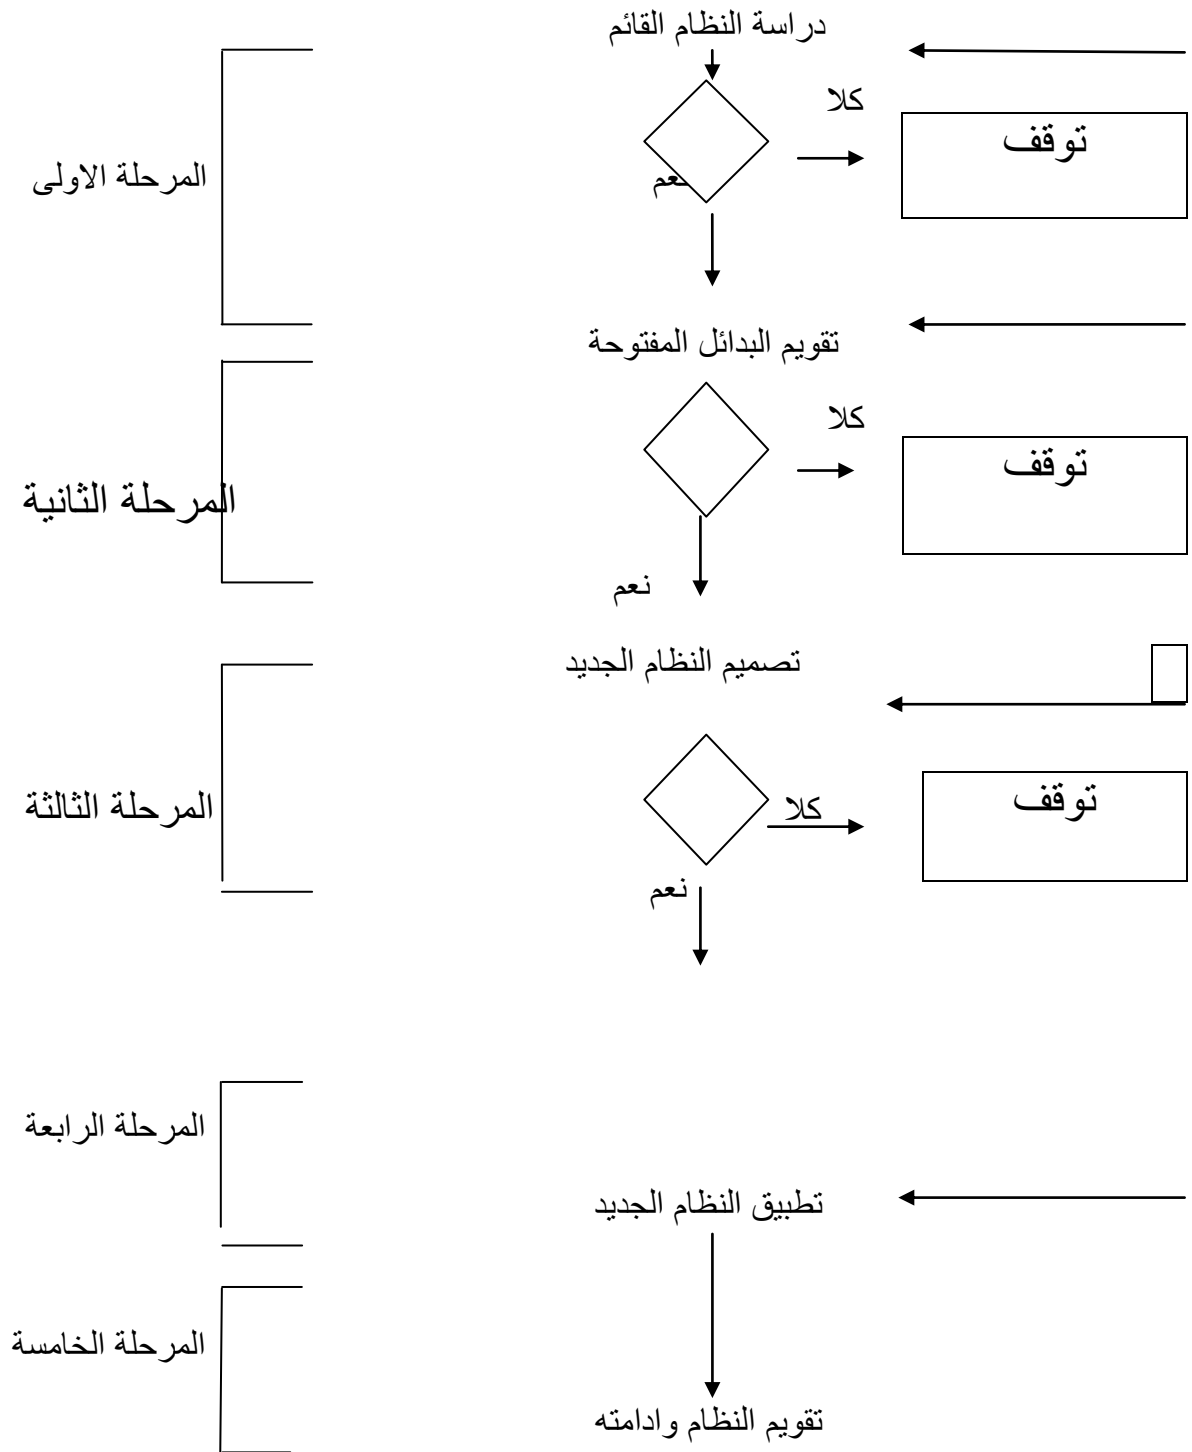 دراسة النظام القائم
كلا
توقف
المرحلة الاولى
نعم
تقويم البدائل المفتوحة
كلا
توقف
المرحلة الثانية
نعم
تصميم النظام الجديد
توقف
كلا
المرحلة الثالثة
نعم
المرحلة الرابعة
تطبيق النظام الجديد
المرحلة الخامسة
تقويم النظام وادامته